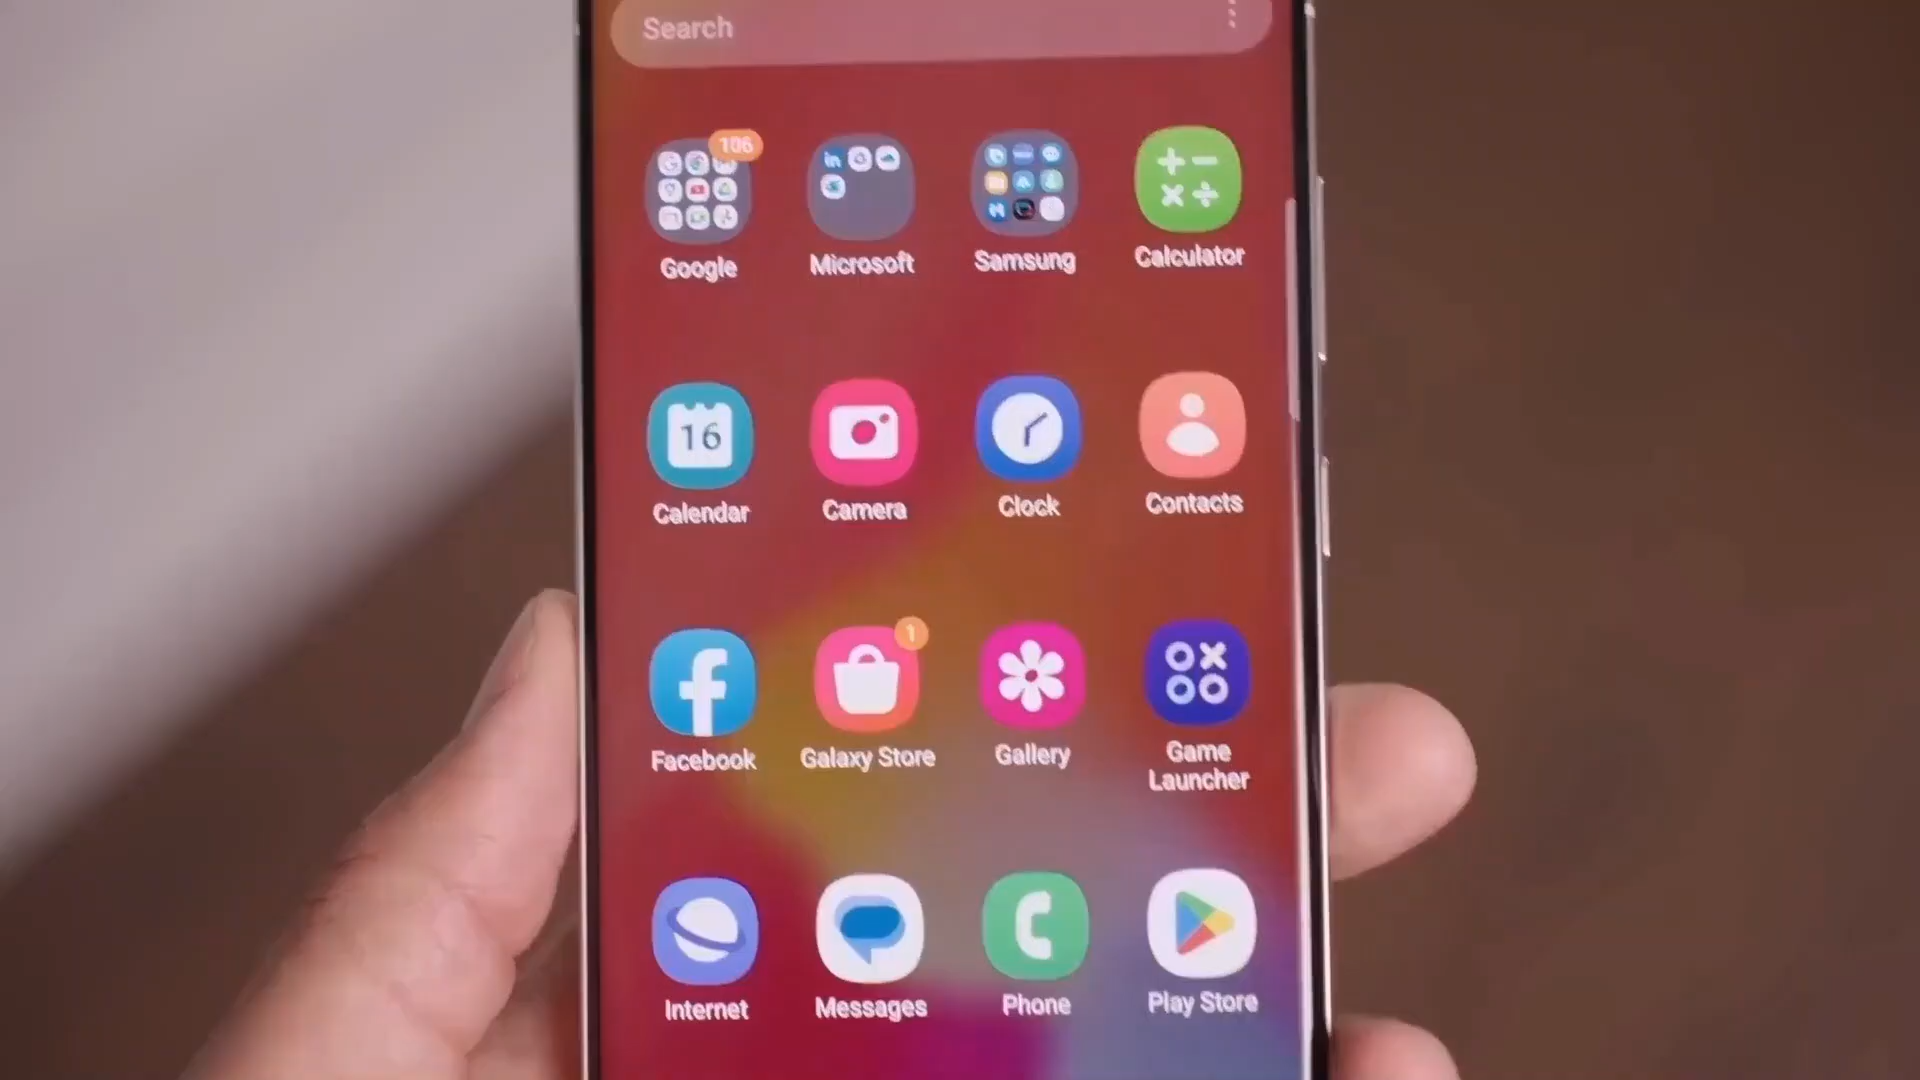 Search
106
Google
Microsoft
Samsung
Calculator
16
Calendar
Camera
Clock
Contacts
1
Facebook
Galaxy Store
Gallery
Game
Launcher
Internet
Messages
Phone
Play Store